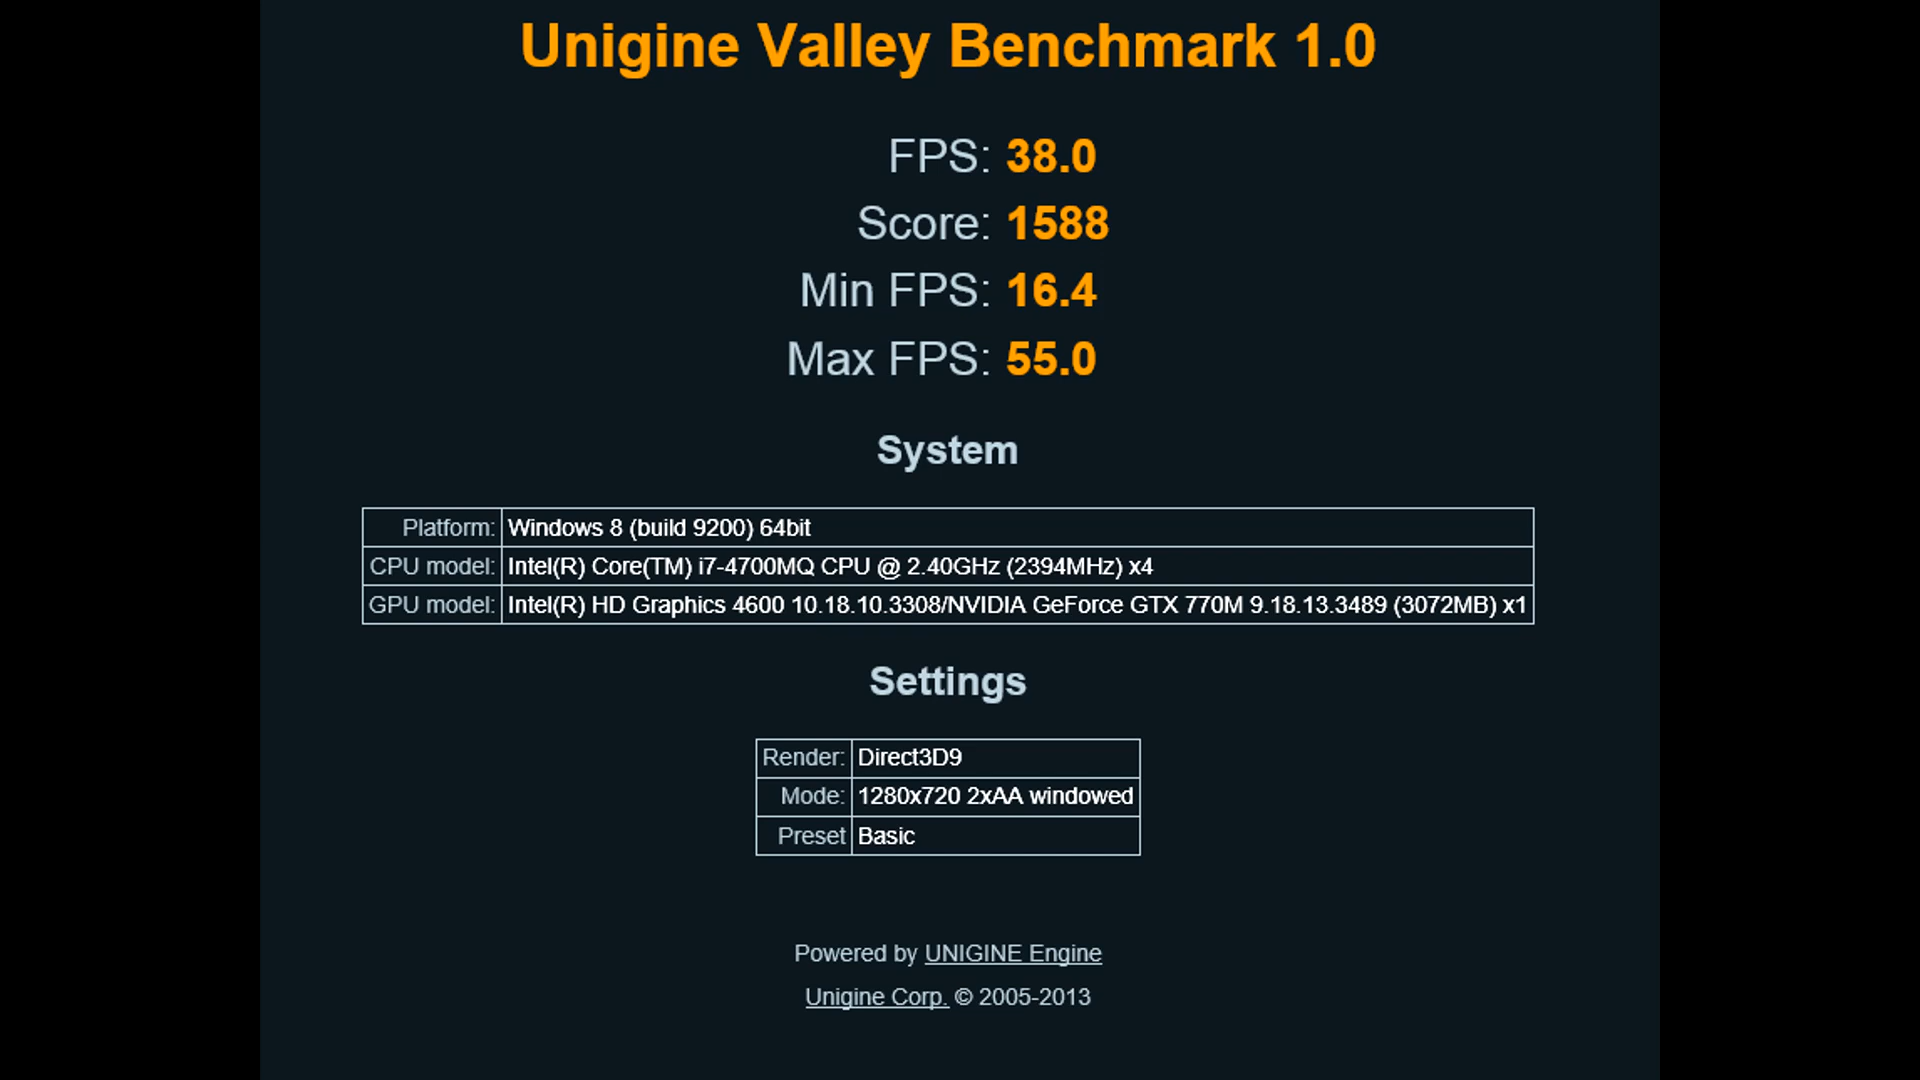 Unigine Valley Benchmark 1.0
FPS: 38.0
Score: 1588
Min FPS: 16.4
Max FPS: 55.0
System
Platform: Windows 8 (build 9200) 64bit
CPU model: Intel(R) Core(TM) i7-4700MQ CPU @ 2.40GHz (2394MHz) x4
GPU model: Intel(R) HD Graphics 4600 10.18.10.3308/NVIDIA GeForce GTX 770M 9.18.13.3489 (3072MB) x1
Settings
Render: Direct3D9
Mode: 1280x720 2xAA windowed
Preset Basic
Powered by UNIGINE Engine
Unigine Corp. © 2005-2013